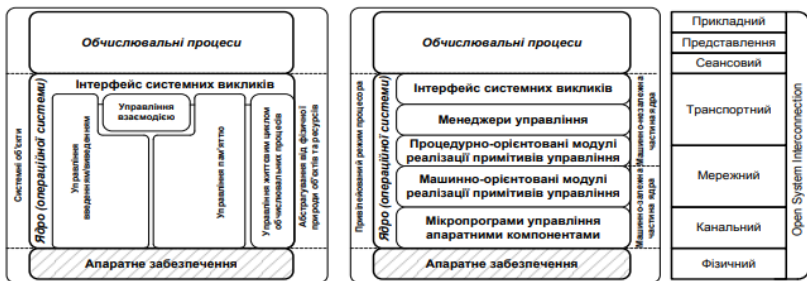 Обчислювальні процеси
Системні об'єкти
Ядро (операційної системи)
Інтерфейс системних викликів
Управління
введенням/виведенням
Управління
взаємодією
Управління пам'яттю
Управління життєвим циклом
обчислювальних процесів
Абстрагування від фізичної
природи об'єктів та ресурсів
Апаратне забезпечення
Обчислювальні процеси
Привілейований режим процесора
Ядро (операційної системи)
Інтерфейс системних викликів
Менеджери управління
Процедурно-орієнтовані модулі
реалізації примітивів управління
Машинно-орієнтовані модулі
реалізації примітивів управління
Мікропрограми управління
апаратними компонентами
Машинно-незалежна
частина ядра
Машинно-залежна
частина ядра
Апаратне забезпечення
Прикладний
Представлення
Сеансовий
Транспортний
Мережний
Канальний
Фізичний
Open System Interconnection